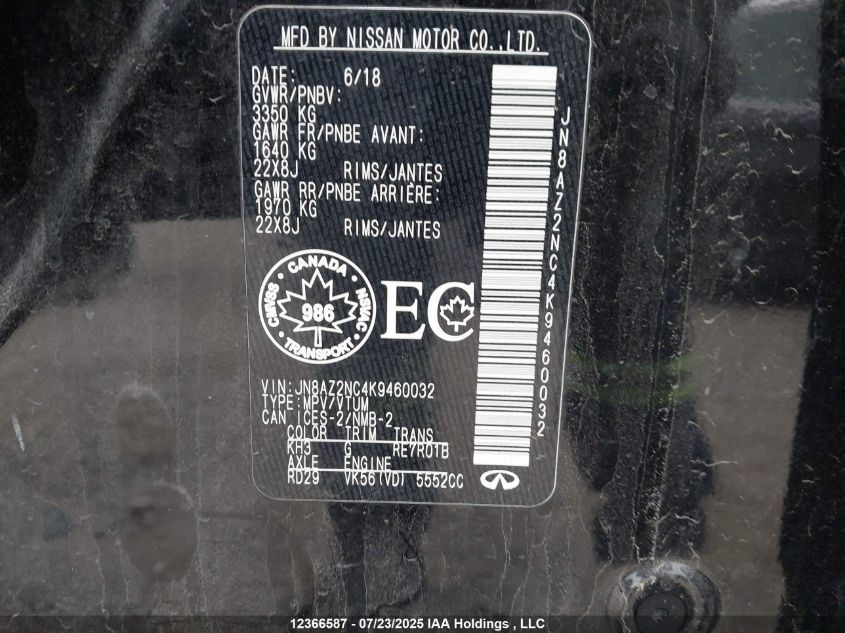 MFD BY NISSAN MOTOR CO.,LTD.
DATE: 6/18
GVWR/PNBV:
3350 KG
GAWR FR/PNBE AVANT:
1640 KG
22X8J RIMS/JANTES
GAWR RR/PNBE ARRIÈRE:
1970 KG
22X8J RIMS/JANTES
JN8AZ2NC4K9460032
CANADA
CMVSS 986 NSVAC
TRANSPORT
EC
VIN:JN8AZ2NC4K9460032
TYPE:MPV/VTUM
CAN ICES-2/NMB-2
COLOR TRIM TRANS
KH3 G RE7R01B
AXLE ENGINE
RD29 VK56(VD) 5552CC
12366587 - 07/23/2025 IAA Holdings , LLC